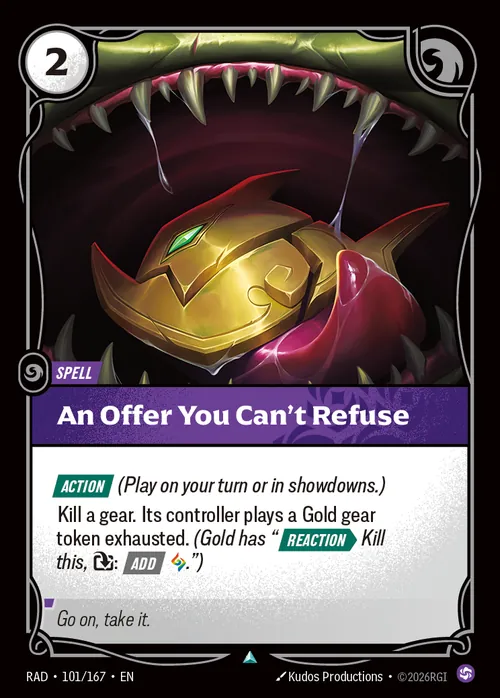 2
SPELL
An Offer You Can't Refuse
ACTION (Play on your turn or in showdowns.)
Kill a gear. Its controller plays a Gold gear
token exhausted. (Gold has “ REACTION Kill
this, : ADD .”)
Go on, take it.
RAD • 101/167 • EN
Kudos Productions • ©2026RGI